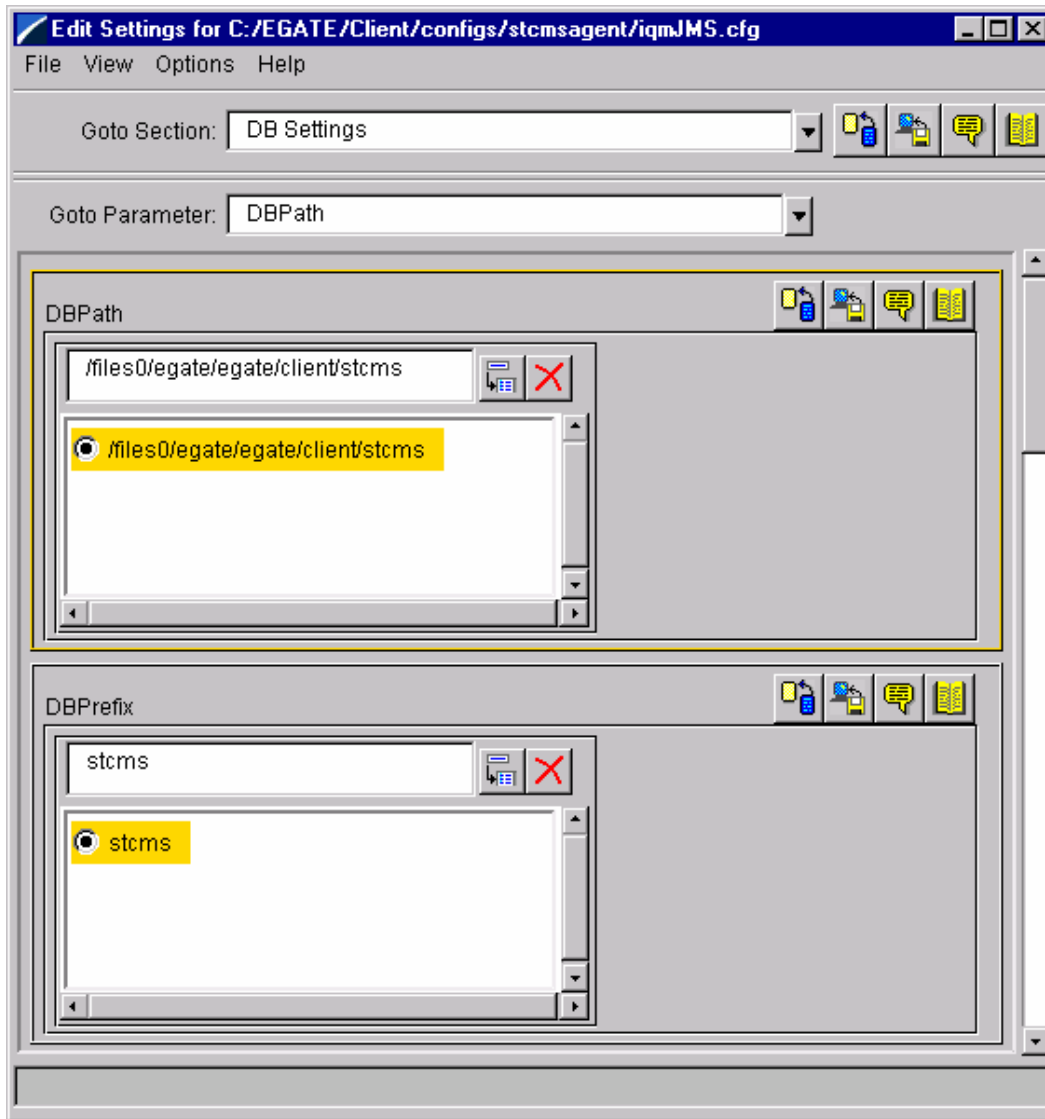 Edit Settings for C:/EGATE/Client/configs/stcmsagent/iqmJMS.cfg
File View Options Help
Goto Section: DB Settings
Goto Parameter: DBPath
DBPath
/files0/egate/egate/client/stcms
/files0/egate/egate/client/stcms
DBPrefix
stcms
stcms